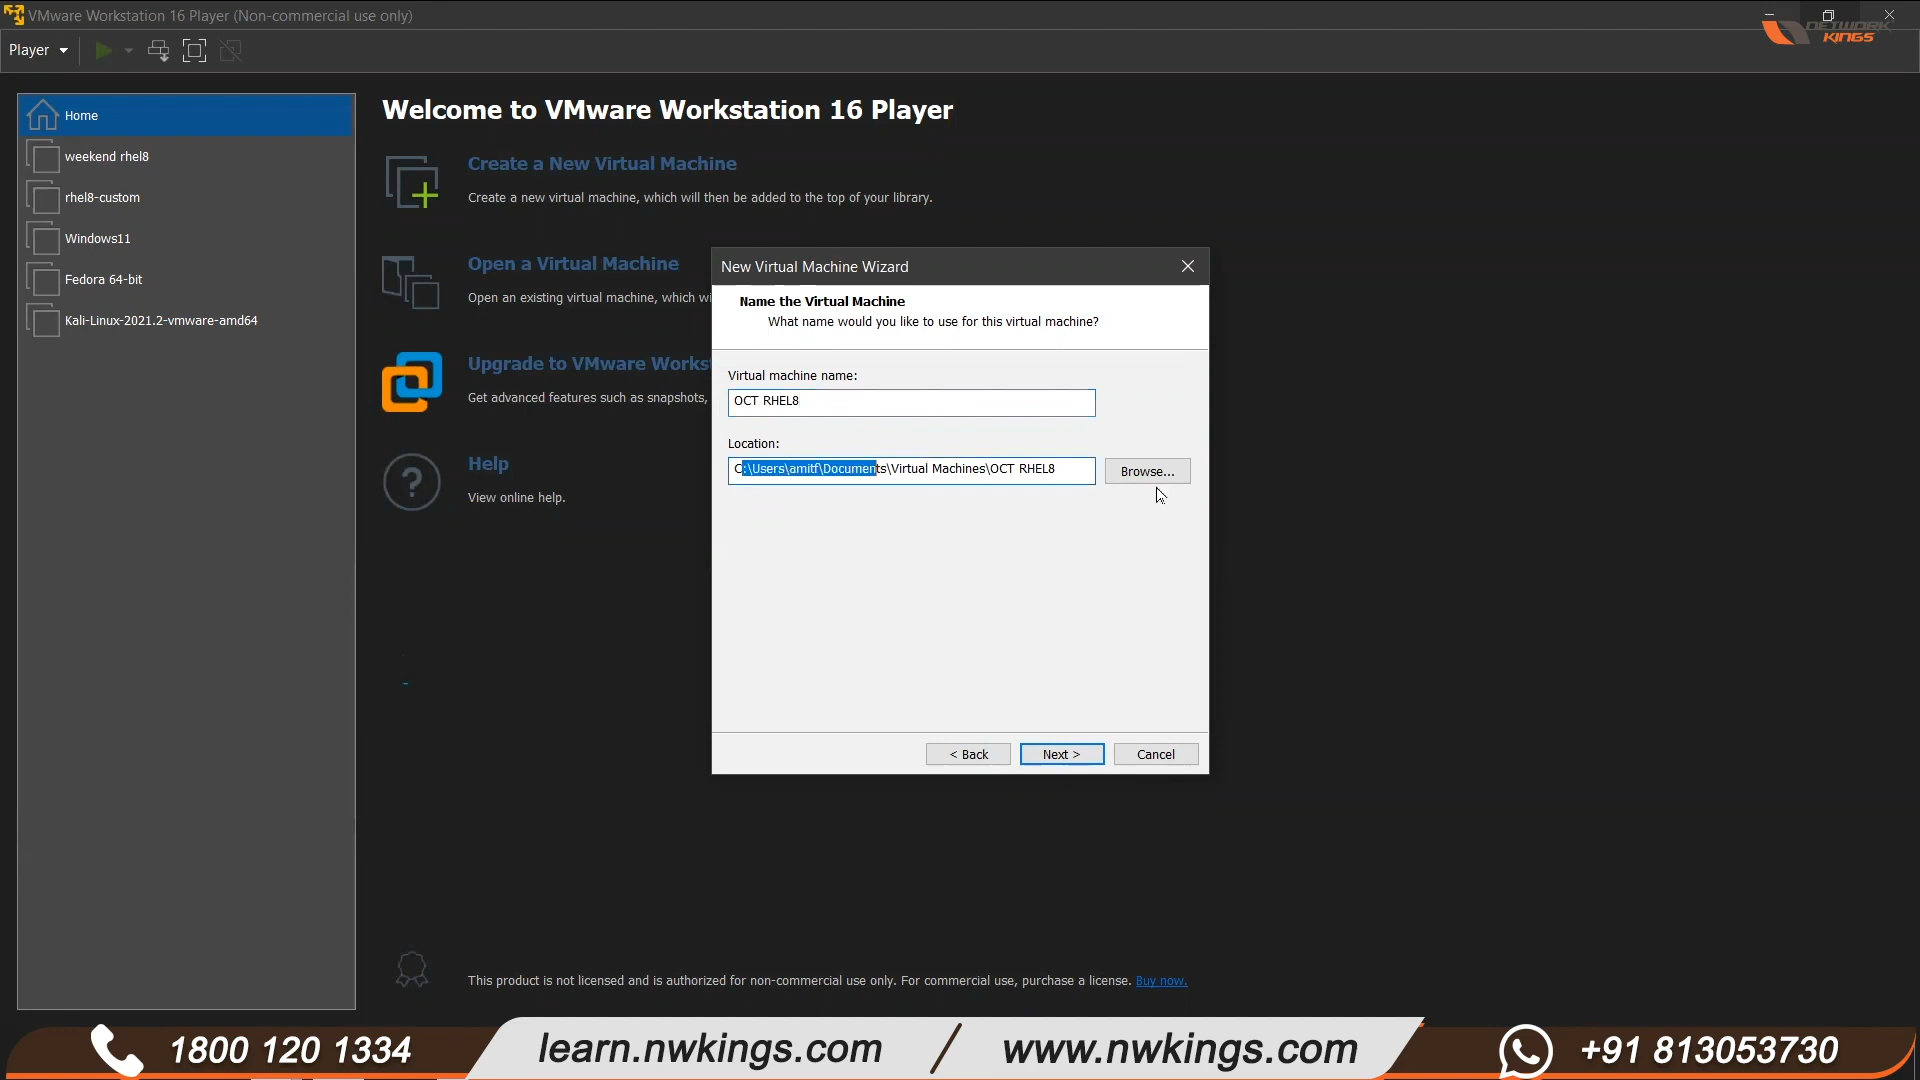 VMware Workstation 16 Player (Non-commercial use only)
NETWORK
KINGS
Player
Home
weekend rhel8
rhel8-custom
Windows11
Fedora 64-bit
Kali-Linux-2021.2-vmware-amd64
Welcome to VMware Workstation 16 Player
Create a New Virtual Machine
Create a new virtual machine, which will then be added to the top of your library.
Open a Virtual Machine
Open an existing virtual machine, which wi
Upgrade to VMware Works
Get advanced features such as snapshots,
Help
View online help.
New Virtual Machine Wizard
Name the Virtual Machine
What name would you like to use for this virtual machine?
Virtual machine name:
OCT RHEL8
Location:
C:\Users\amitf\Documents\Virtual Machines\OCT RHEL8
Browse...
< Back
Next >
Cancel
This product is not licensed and is authorized for non-commercial use only. For commercial use, purchase a license. Buy now.
1800 120 1334
learn.nwkings.com / www.nwkings.com
+91 813053730